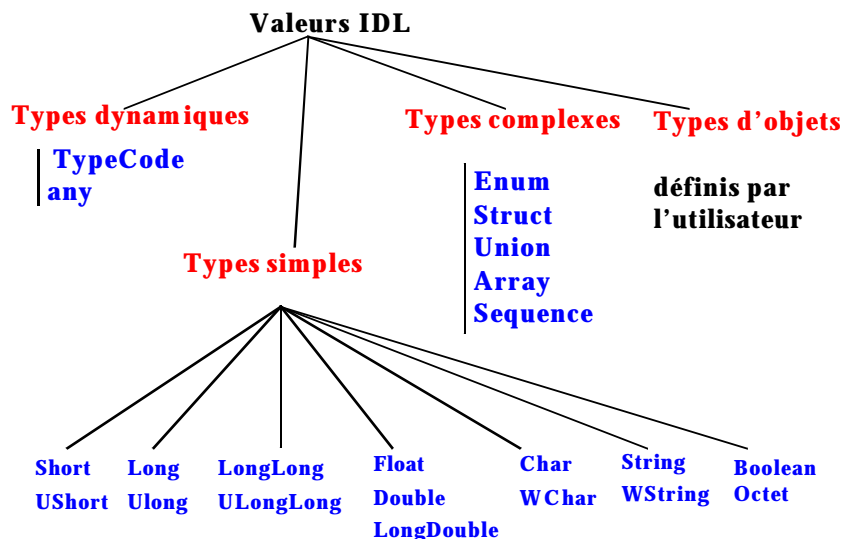 Valeurs IDL
Types dynamiques
TypeCode
any
Types complexes
Enum
Struct
Union
Array
Sequence
Types d'objets
définis par
l'utilisateur
Types simples
Short
UShort
Long
Ulong
LongLong
ULongLong
Float
Double
LongDouble
Char
WChar
String
WString
Boolean
Octet